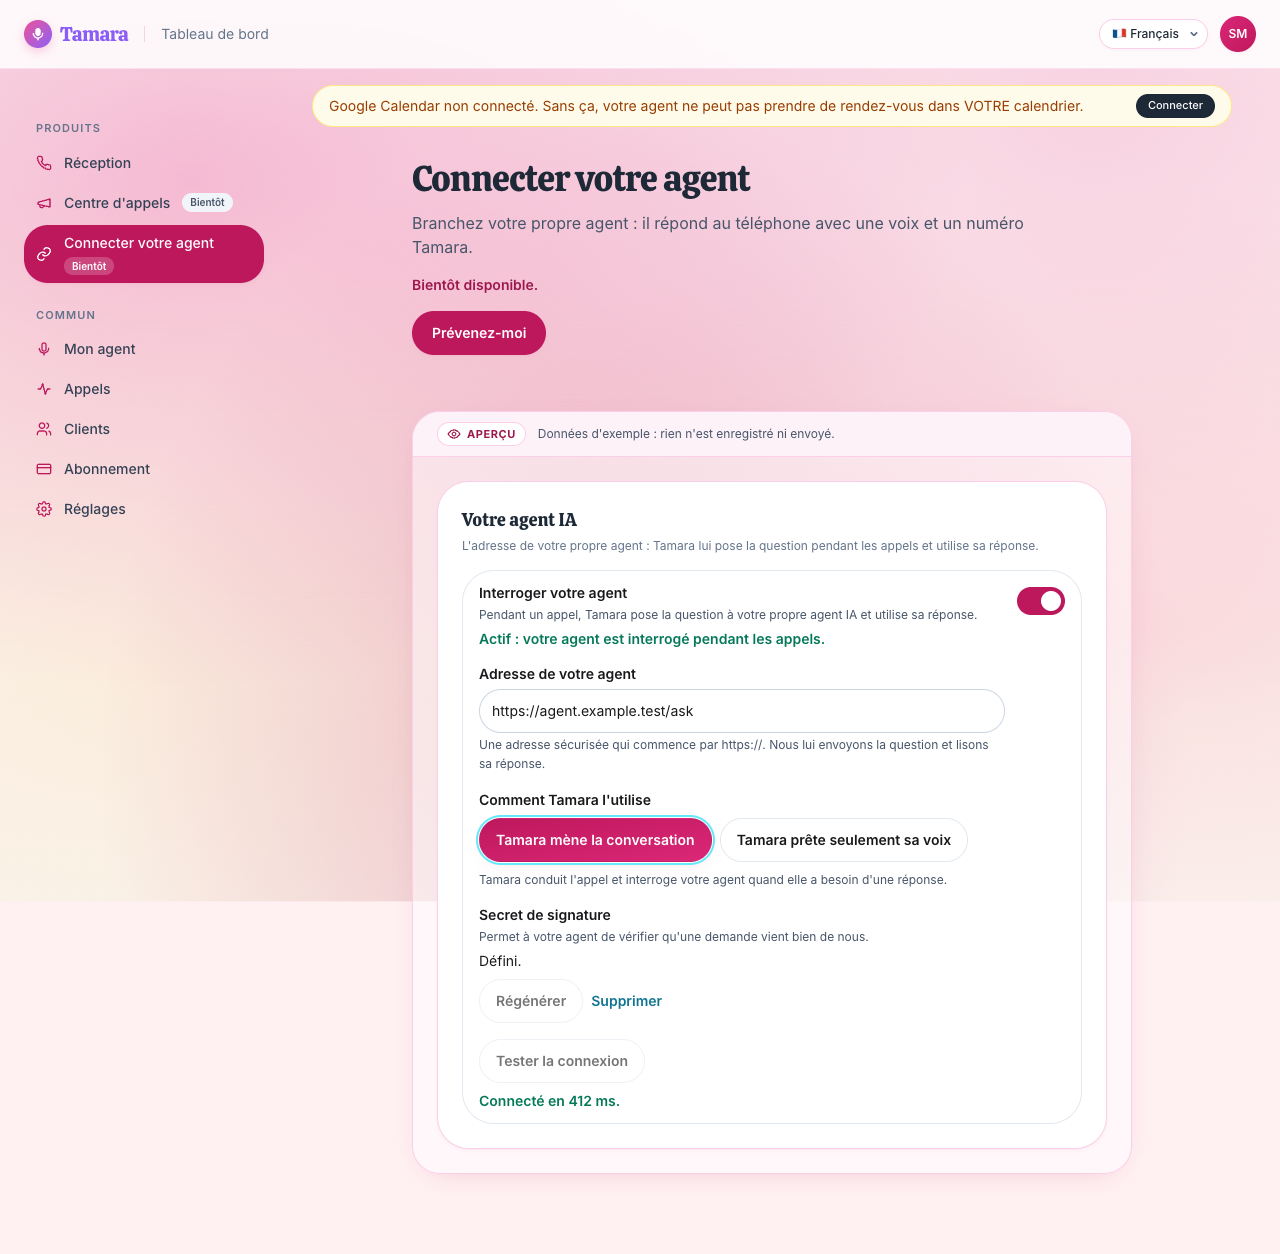 Tamara
Tableau de bord
Français
SM
Google Calendar non connecté. Sans ça, votre agent ne peut pas prendre de rendez-vous dans VOTRE calendrier.
Connecter
PRODUITS
Réception
Centre d'appels Bientôt
Connecter votre agent
Bientôt
COMMUN
Mon agent
Appels
Clients
Abonnement
Réglages
Connecter votre agent
Branchez votre propre agent : il répond au téléphone avec une voix et un numéro
Tamara.
Bientôt disponible.
Prévenez-moi
APERÇU Données d'exemple : rien n'est enregistré ni envoyé.
Votre agent IA
L'adresse de votre propre agent : Tamara lui pose la question pendant les appels et utilise sa réponse.
Interroger votre agent
Pendant un appel, Tamara pose la question à votre propre agent IA et utilise sa réponse.
Actif : votre agent est interrogé pendant les appels.
Adresse de votre agent
https://agent.example.test/ask
Une adresse sécurisée qui commence par https://. Nous lui envoyons la question et lisons
sa réponse.
Comment Tamara l'utilise
Tamara mène la conversation Tamara prête seulement sa voix
Tamara conduit l'appel et interroge votre agent quand elle a besoin d'une réponse.
Secret de signature
Permet à votre agent de vérifier qu'une demande vient bien de nous.
Défini.
Régénérer Supprimer
Tester la connexion
Connecté en 412 ms.